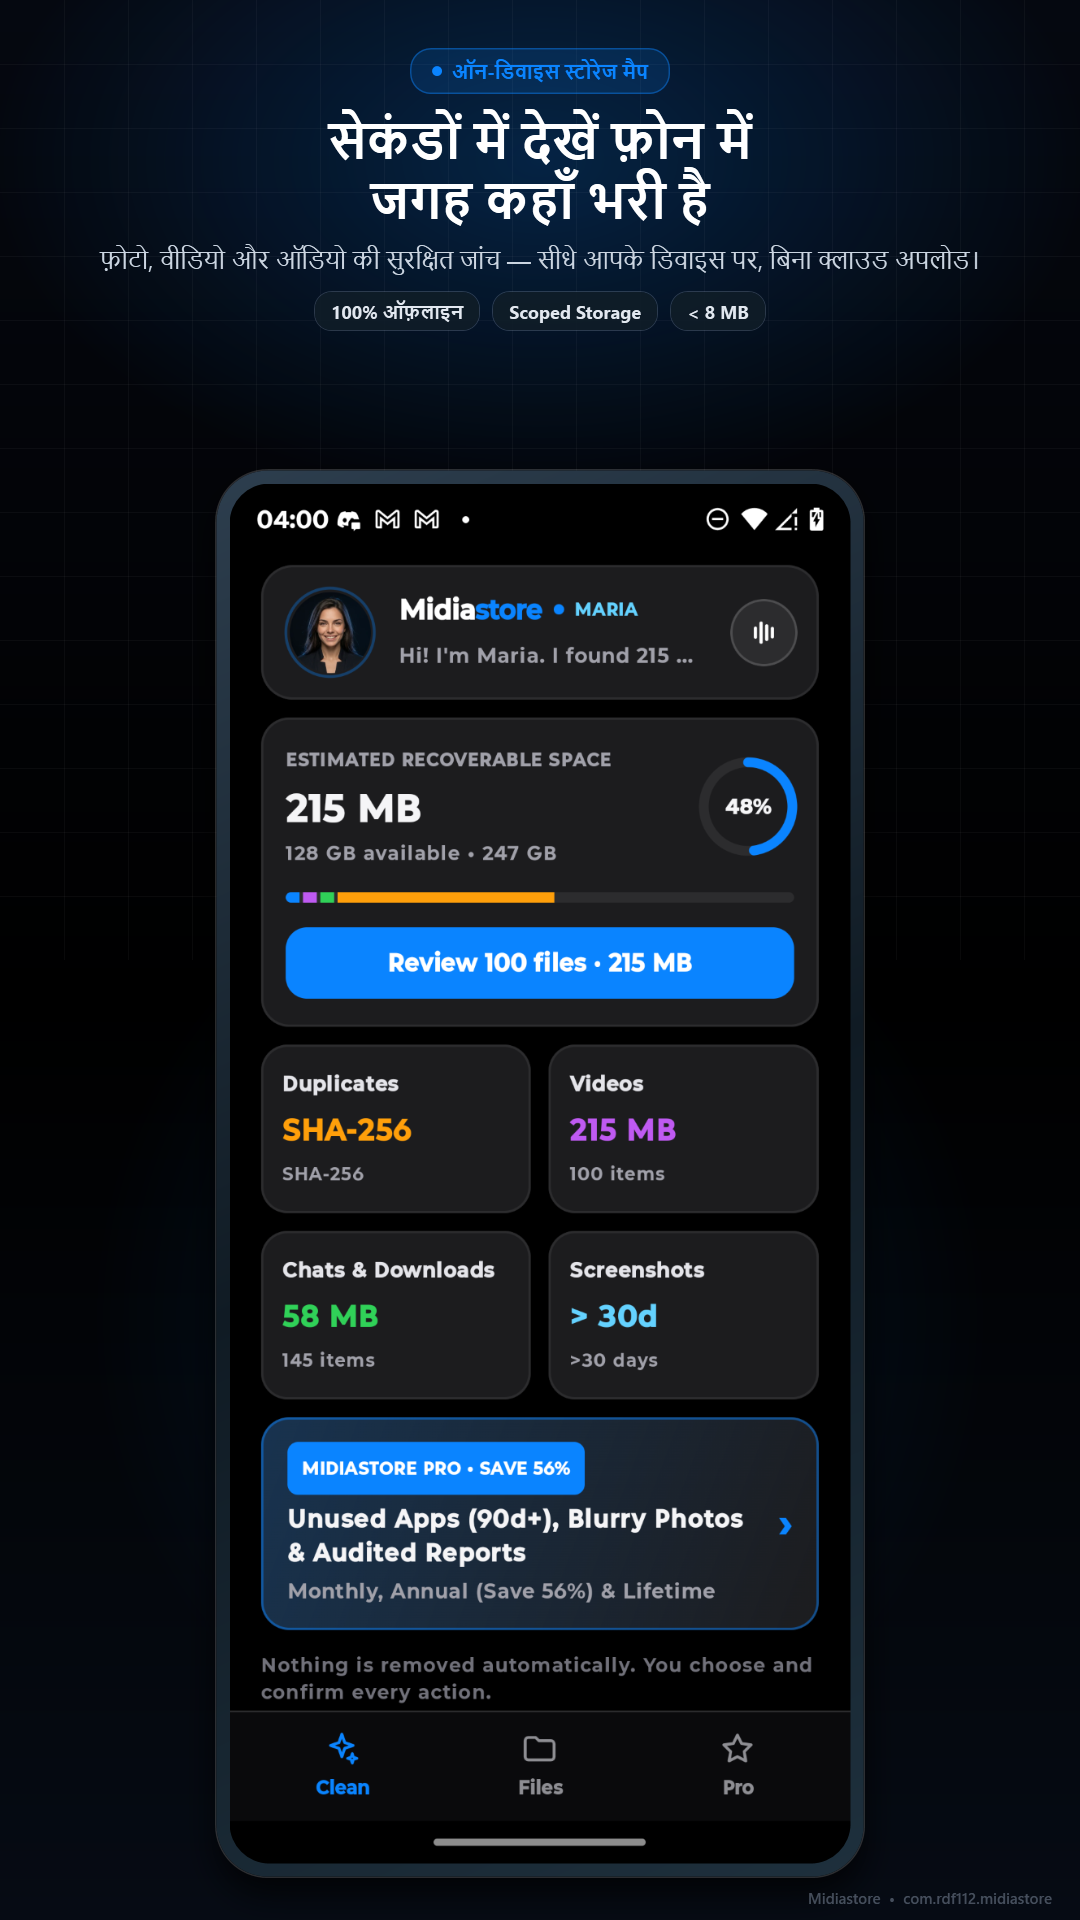 ऑन-डिवाइस स्टोरेज मैप
सेकंडों में देखें फ़ोन में
जगह कहाँ भरी है
फ़ोटो, वीडियो और ऑडियो की सुरक्षित जांच — सीधे आपके डिवाइस पर, बिना क्लाउड अपलोड।
100% ऑफ़लाइन
Scoped Storage
< 8 MB
04:00
Midiastore • MARIA
Hi! I'm Maria. I found 215 ...
ESTIMATED RECOVERABLE SPACE
215 MB
48%
128 GB available • 247 GB
Review 100 files · 215 MB
Duplicates
SHA-256
SHA-256
Videos
215 MB
100 items
Chats & Downloads
58 MB
145 items
Screenshots
> 30d
>30 days
MIDIASTORE PRO • SAVE 56%
Unused Apps (90d+), Blurry Photos
& Audited Reports
Monthly, Annual (Save 56%) & Lifetime
Nothing is removed automatically. You choose and
confirm every action.
Clean
Files
Pro
Midiastore • com.rdf112.midiastore